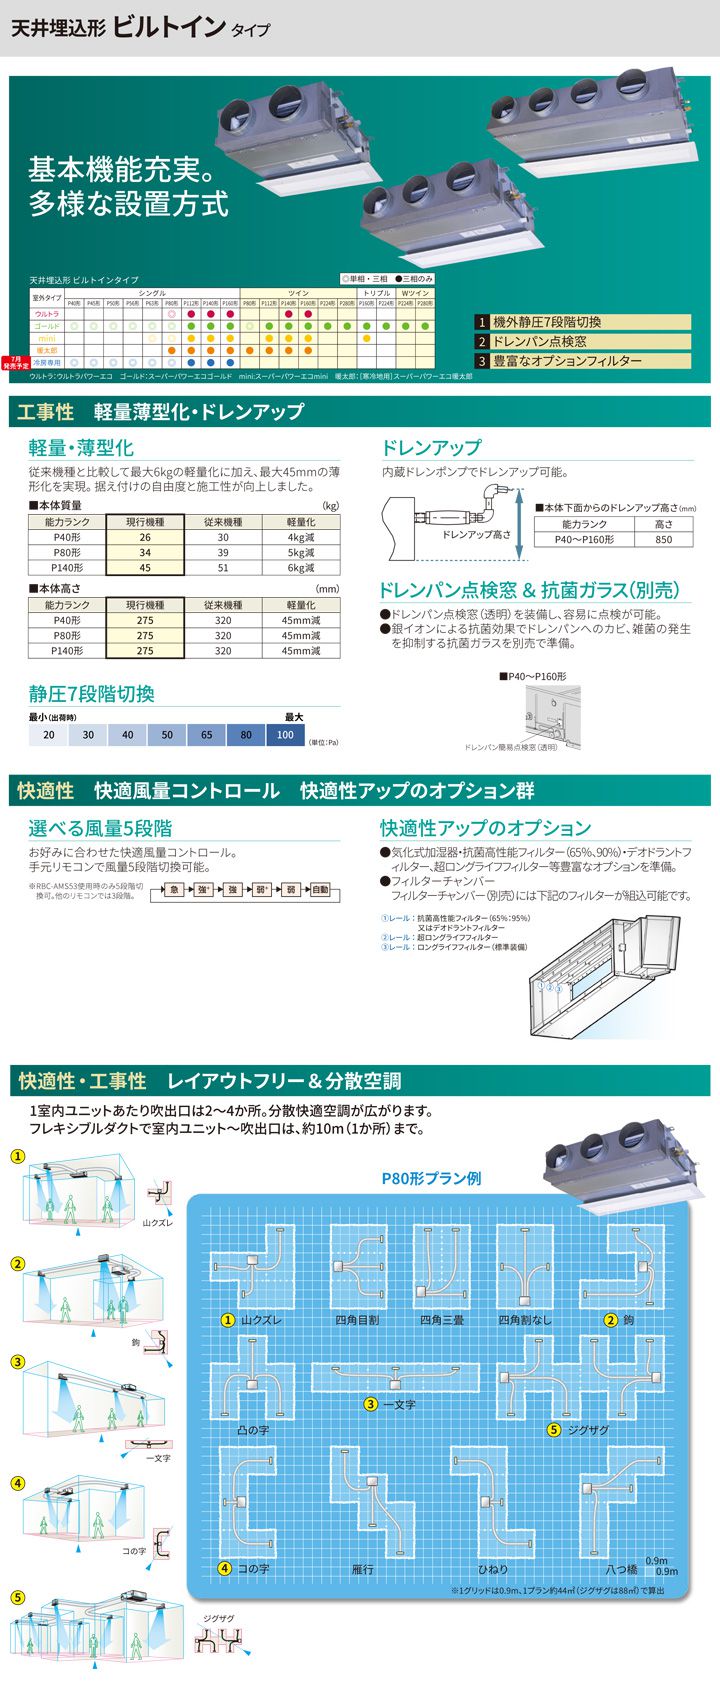 天井埋込形 ビルトイン タイプ
基本機能充実。
多様な設置方式
天井埋込形 ビルトインタイプ
◎単相・三相 ●三相のみ
室外タイプ シングル ツイン トリプル Wツイン
P40形 P45形 P50形 P56形 P63形 P80形 P112形 P140形 P160形 P80形 P112形 P140形 P160形 P224形 P280形 P160形 P224形 P224形 P280形
ウルトラ ◎ ● ● ● ● ●
ゴールド ◎ ◎ ◎ ◎ ◎ ◎ ● ● ● ◎ ● ● ● ● ● ● ● ● ●
mini
暖太郎
7月
発売予定
冷房専用
ウルトラ:ウルトラパワーエコ ゴールド:スーパーパワーエコゴールド mini:スーパーパワーエコmini 暖太郎:[寒冷地用]スーパーパワーエコ暖太郎
1 機外静圧7段階切換
2 ドレンパン点検窓
3 豊富なオプションフィルター
工事性 軽量薄型化・ドレンアップ
軽量・薄型化
従来機種と比較して最大6kgの軽量化に加え、最大45mmの薄
形化を実現。据え付けの自由度と施工性が向上しました。
■本体質量 (kg)
能力ランク 現行機種 従来機種 軽量化
P40形 26 30 4kg減
P80形 34 39 5kg減
P140形 45 51 6kg減
■本体高さ (mm)
能力ランク 現行機種 従来機種 軽量化
P40形 275 320 45mm減
P80形 275 320 45mm減
P140形 275 320 45mm減
静圧7段階切換
最小(出荷時) 最大
20 30 40 50 65 80 100
(単位:Pa)
ドレンアップ
内蔵ドレンポンプでドレンアップ可能。
ドレンアップ高さ
■本体下面からのドレンアップ高さ(mm)
能力ランク 高さ
P40〜P160形 850
ドレンパン点検窓 & 抗菌ガラス(別売)
●ドレンパン点検窓(透明)を装備し、容易に点検が可能。
●銀イオンによる抗菌効果でドレンパンへのカビ、雑菌の発生
を抑制する抗菌ガラスを別売で準備。
■P40〜P160形
ドレンパン簡易点検窓(透明)
快適性 快適風量コントロール 快適性アップのオプション群
選べる風量5段階
お好みに合わせた快適風量コントロール。
手元リモコンで風量5段階切換可能。
※RBC-AMS53使用時のみ5段階切
換可。他のリモコンでは3段階。
急 強⁺ 強 弱⁺ 弱 自動
快適性アップのオプション
●気化式加湿器・抗菌高性能フィルター(65%、90%)・デオドラントフ
ィルター、超ロングライフフィルター等豊富なオプションを準備。
●フィルターチャンバー
フィルターチャンバー(別売)には下記のフィルターが組込可能です。
①レール:抗菌高性能フィルター(65%:95%)
又はデオドラントフィルター
②レール:超ロングライフフィルター
③レール:ロングライフフィルター(標準装備)
① ② ③
快適性・工事性 レイアウトフリー&分散空調
1室内ユニットあたり吹出口は2〜4か所。分散快適空調が広がります。
フレキシブルダクトで室内ユニット〜吹出口は、約10m(1か所)まで。
1
山クズレ
2
鉤
3
一文字
4
コの字
5
ジグザグ
P80形プラン例
1 山クズレ 四角目割 四角三畳 四角割なし 2 鉤
凸の字 3 一文字 5 ジグザグ
4 コの字 雁行 ひねり 八つ橋
0.9m
0.9m
※1グリッドは0.9m、1プラン約44㎡(ジグザグは88㎡)で算出